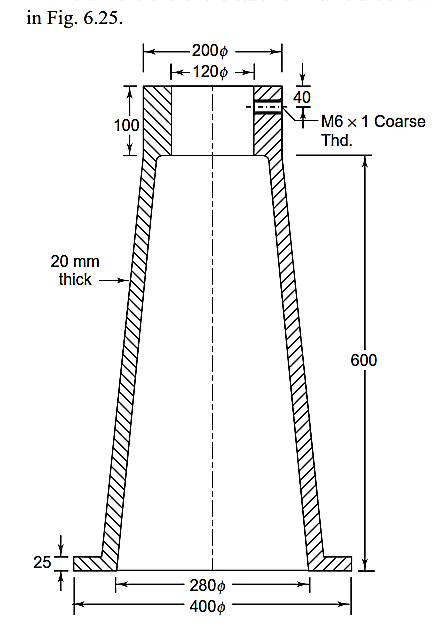 in Fig. 6.25.
200ϕ
120ϕ
40
100
M6 × 1 Coarse
Thd.
20 mm
thick
600
25
280ϕ
400ϕ